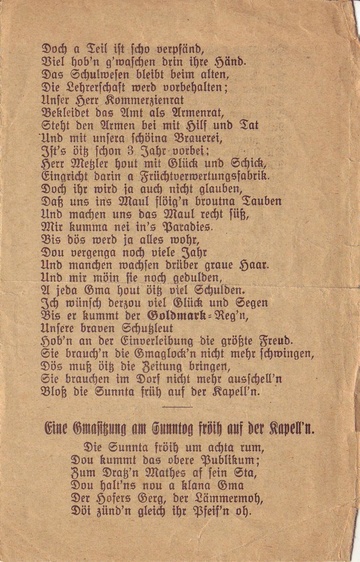 Doch a Teil ist scho verpfänd,
Viel hob'n g'waschen drin ihre Händ.
Das Schulwesen bleibt beim alten,
Die Lehrerschaft werd vorbehalten;
Unser Herr Kommerzienrat
Bekleidet das Amt als Armenrat,
Steht den Armen bei mit Hilf und Tat
Und mit unsera schöina Brauerei,
Ist's öitz schon 3 Jahr vorbei;
Herr Metzler hout mit Glück und Schick,
Eingricht darin a Früchtverwertungsfabrik.
Doch ihr wird ja auch nicht glauben,
Daß uns ins Maul flöig'n broutna Tauben
Und machen uns das Maul recht süß,
Mir kumma nei in's Paradies.
Bis dös werd ja alles wohr,
Dou vergenga noch viele Jahr
Und manchen wachsen drüber graue Haar.
Und mir möin sie noch gedulden,
A jeda Gma hout öitz viel Schulden.
Ich wünsch derzou viel Glück und Segen
Bis er kummt der Goldmark-Reg'n,
Unsere braven Schutzleut
Hob'n an der Einverleibung die größte Freud.
Sie brauch'n die Gmaglock'n nicht mehr schwingen,
Dös muß öitz die Zeitung bringen,
Sie brauchen im Dorf nicht mehr ausschell'n
Bloß die Sunnta früh auf der Kapell'n.
Eine Gmasitzung am Sunntog fröih auf der Kapell'n.
Die Sunnta fröih um achta rum,
Dou kummt das obere Publikum;
Zum Draß'n Mathes af sein Sta,
Dou halt'ns nou a klana Gma
Der Hofers Gerg, der Lämmermoh,
Döi zünd'n gleich ihr Pfeif'n oh.